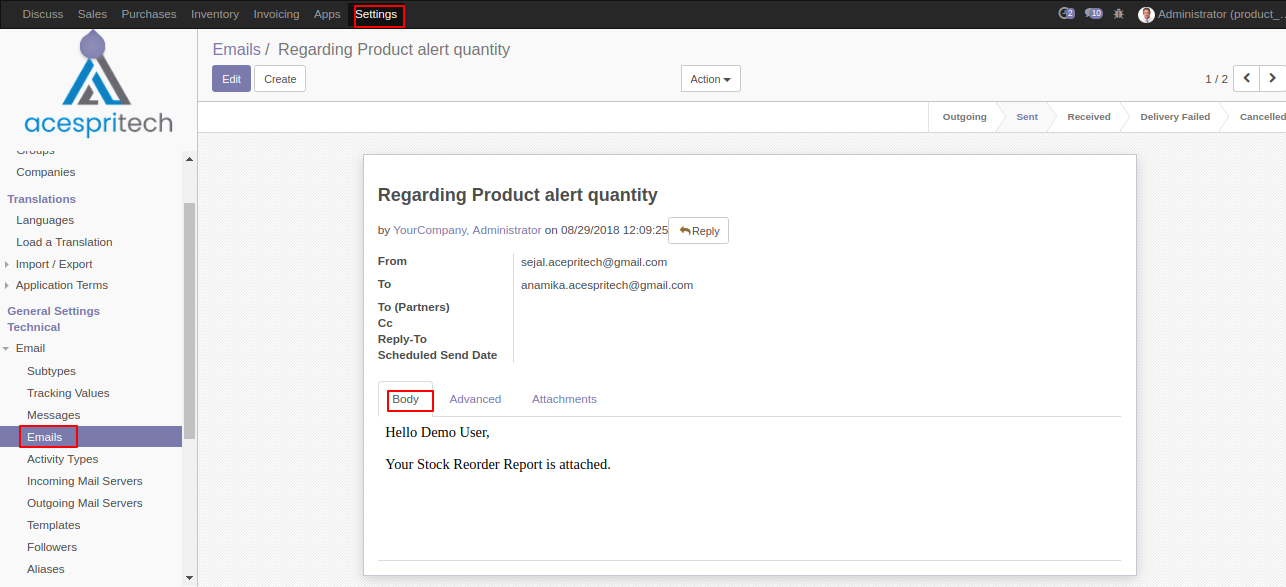 Discuss Sales Purchases Inventory Invoicing Apps Settings 2 10 Administrator (product_...
acespritech
Groups
Companies
Translations
Languages
Load a Translation
Import / Export
Application Terms
General Settings
Technical
Email
Subtypes
Tracking Values
Messages
Emails
Activity Types
Incoming Mail Servers
Outgoing Mail Servers
Templates
Followers
Aliases
Emails / Regarding Product alert quantity
Edit Create Action 1 / 2
Outgoing Sent Received Delivery Failed Cancelled
Regarding Product alert quantity
by YourCompany, Administrator on 08/29/2018 12:09:25 Reply
From sejal.acepritech@gmail.com
To anamika.acespritech@gmail.com
To (Partners)
Cc
Reply-To
Scheduled Send Date
Body Advanced Attachments
Hello Demo User,
Your Stock Reorder Report is attached.